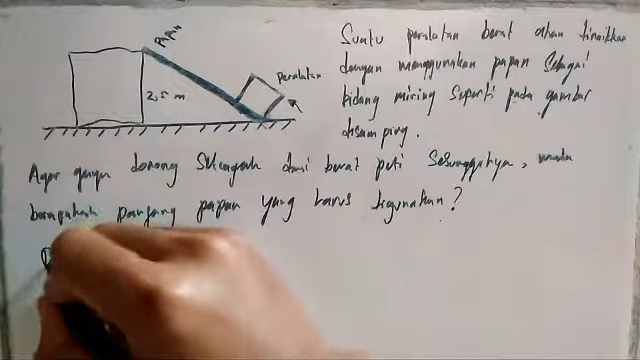 papan
peralatan
2,5 m
Suatu peralatan berat akan dinaikkan
dengan menggunakan papan sebagai
bidang miring seperti pada gambar
disamping.
Agar gaya dorong setengah dari berat peti sesungguhnya, maka
berapakah panjang papan yang harus digunakan?